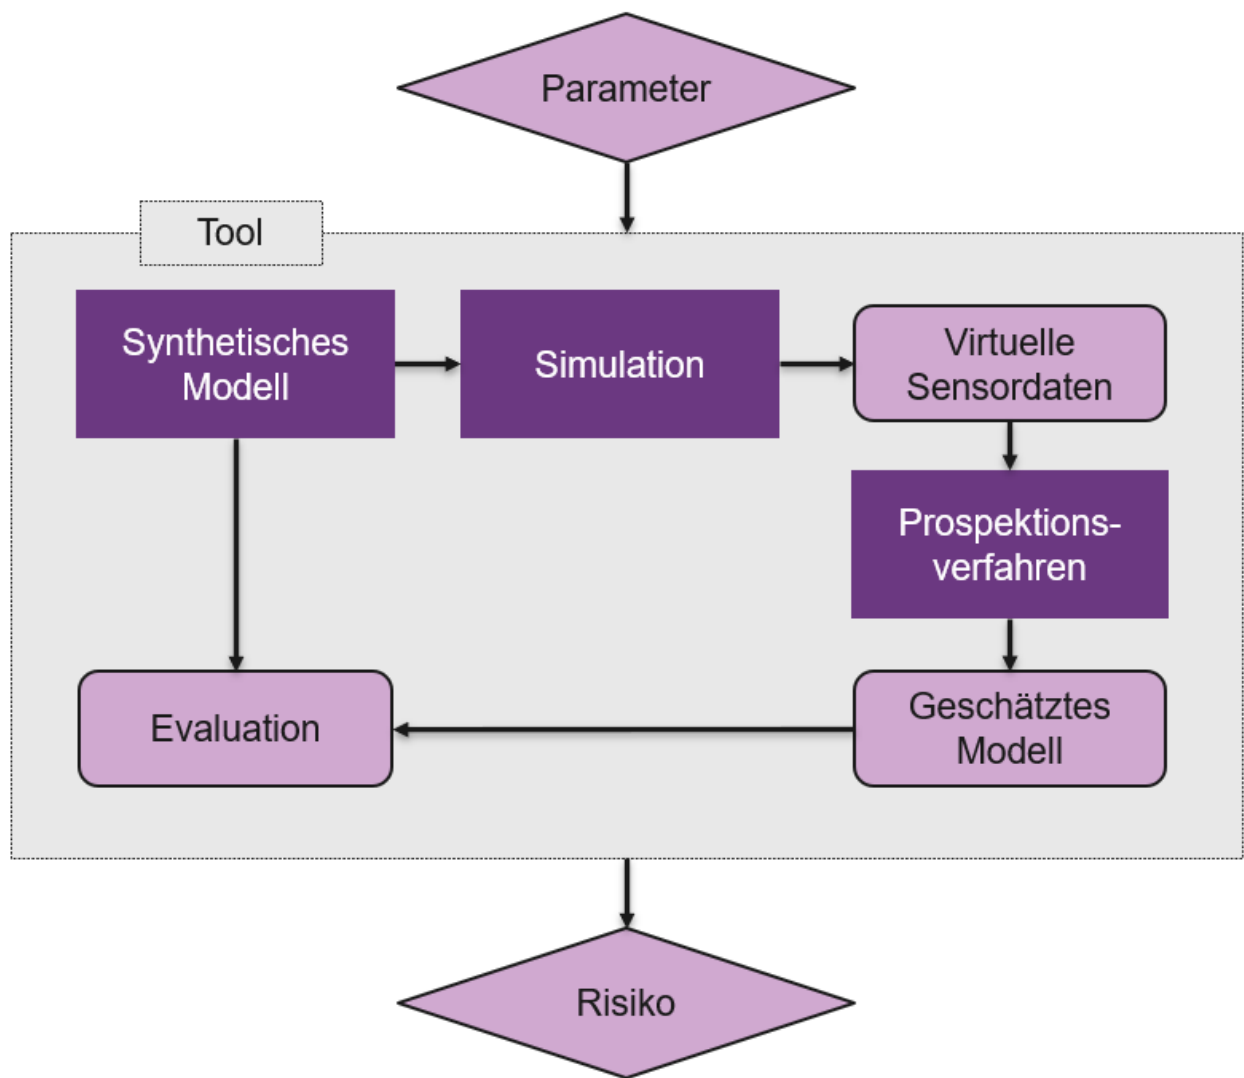 Parameter
Tool
Synthetisches
Modell
Simulation
Virtuelle
Sensordaten
Prospektions-
verfahren
Evaluation
Geschätztes
Modell
Risiko